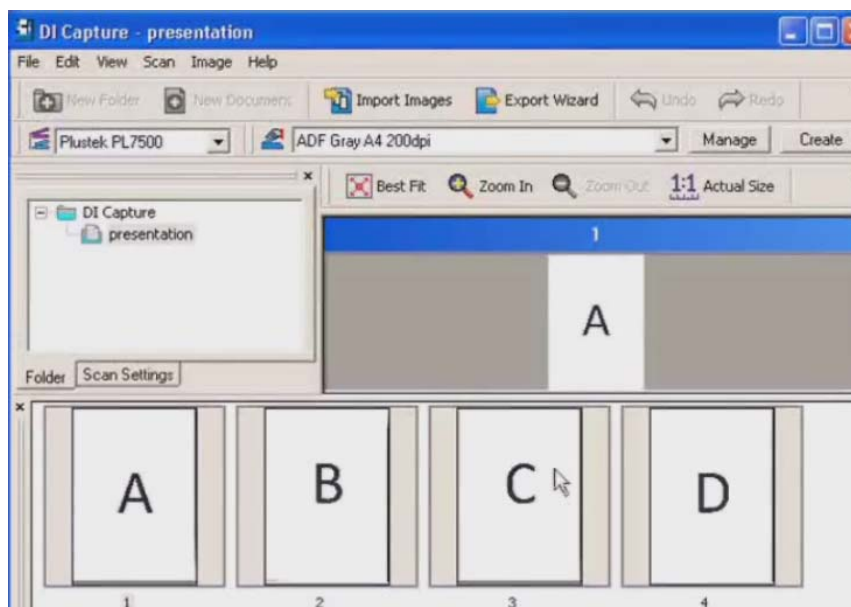 DI Capture - presentation
File Edit View Scan Image Help
New Folder New Document Import Images Export Wizard Undo Redo
Plustek PL7500 ADF Gray A4 200dpi Manage Create
Best Fit Zoom In Zoom Out 1:1 Actual Size
DI Capture
presentation
1
A
Folder Scan Settings
A B C D
1 2 3 4